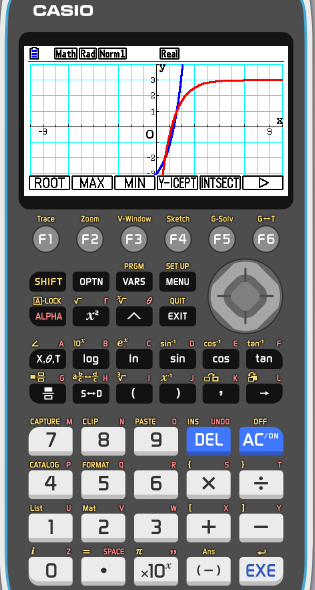 CASIO
Math Rad Norm1 Real
y
3
2
1
x
-9 O 9
-2
-3
ROOT MAX MIN Y-ICEPT INTSECT ▷
Trace Zoom V-Window Sketch G-Solv G↔T
F1 F2 F3 F4 F5 F6
PRGM SET UP
SHIFT OPTN VARS MENU
A-LOCK √ r ∛ θ QUIT
ALPHA x² ^ EXIT
∠ A 10ˣ B eˣ C sin⁻¹ D cos⁻¹ E tan⁻¹ F
X,θ,T log ln sin cos tan
G H ˣ√ I x⁻¹ J K L
S↔D ( ) , →
CAPTURE M CLIP N PASTE O INS UNDO OFF
7 8 9 DEL AC/ON
CATALOG P FORMAT Q R { S } T
4 5 6 × ÷
List U Mat V W [ X ] Y
1 2 3 + −
i Z = SPACE π " Ans ↵
0 • ×10ˣ (−) EXE